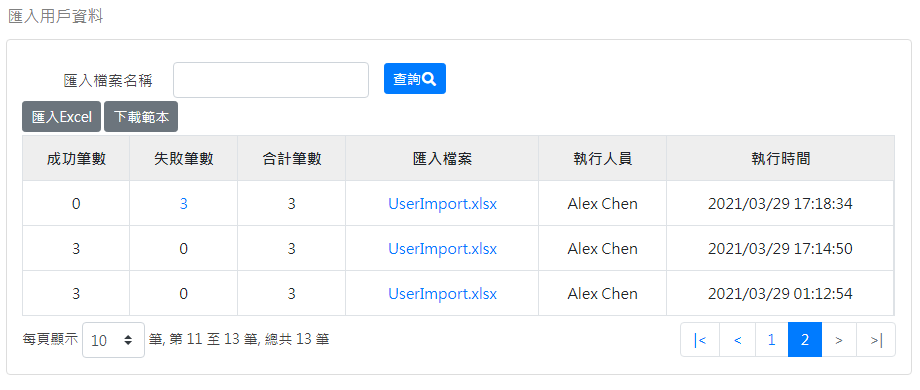 匯入用戶資料
匯入檔案名稱 查詢
匯入Excel 下載範本
成功筆數 失敗筆數 合計筆數 匯入檔案 執行人員 執行時間
0 3 3 UserImport.xlsx Alex Chen 2021/03/29 17:18:34
3 0 3 UserImport.xlsx Alex Chen 2021/03/29 17:14:50
3 0 3 UserImport.xlsx Alex Chen 2021/03/29 01:12:54
每頁顯示 10 筆, 第 11 至 13 筆, 總共 13 筆 |< < 1 2 > >|